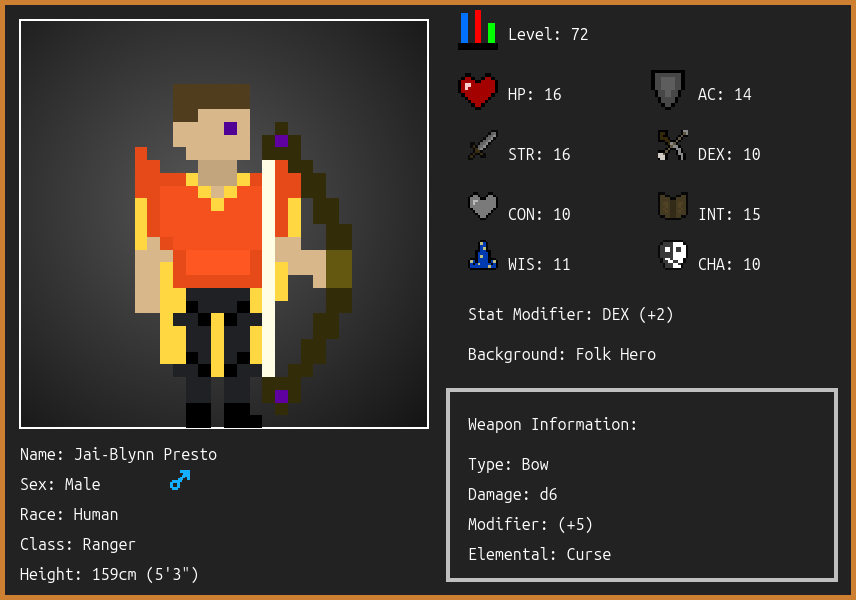 Level: 72
HP: 16
AC: 14
STR: 16
DEX: 10
CON: 10
INT: 15
WIS: 11
CHA: 10
Stat Modifier: DEX (+2)
Background: Folk Hero
Weapon Information:
Type: Bow
Damage: d6
Modifier: (+5)
Elemental: Curse
Name: Jai-Blynn Presto
Sex: Male
Race: Human
Class: Ranger
Height: 159cm (5'3")